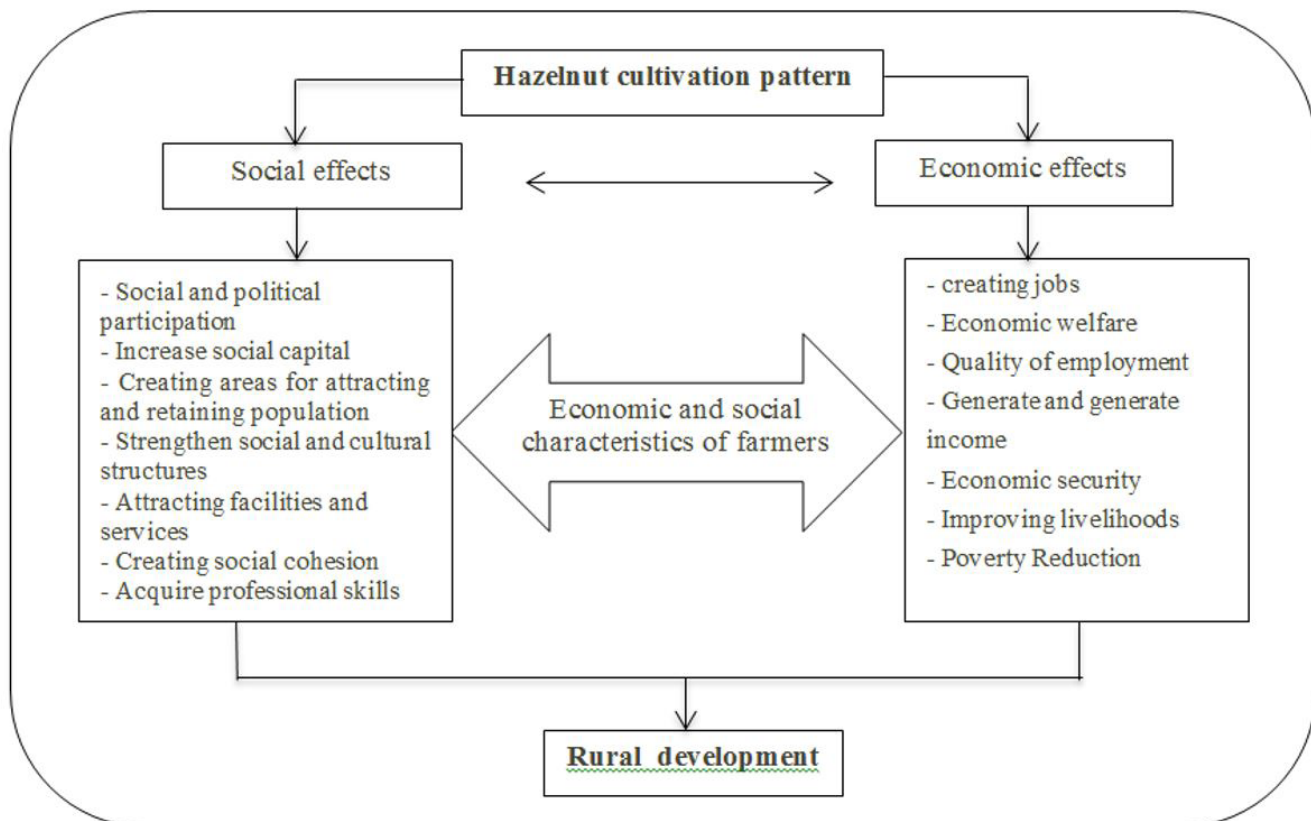 Hazelnut cultivation pattern
Social effects
Economic effects
- Social and political
participation
- Increase social capital
- Creating areas for attracting
and retaining population
- Strengthen social and cultural
structures
- Attracting facilities and
services
- Creating social cohesion
- Acquire professional skills
Economic and social
characteristics of farmers
- creating jobs
- Economic welfare
- Quality of employment
- Generate and generate
income
- Economic security
- Improving livelihoods
- Poverty Reduction
Rural development